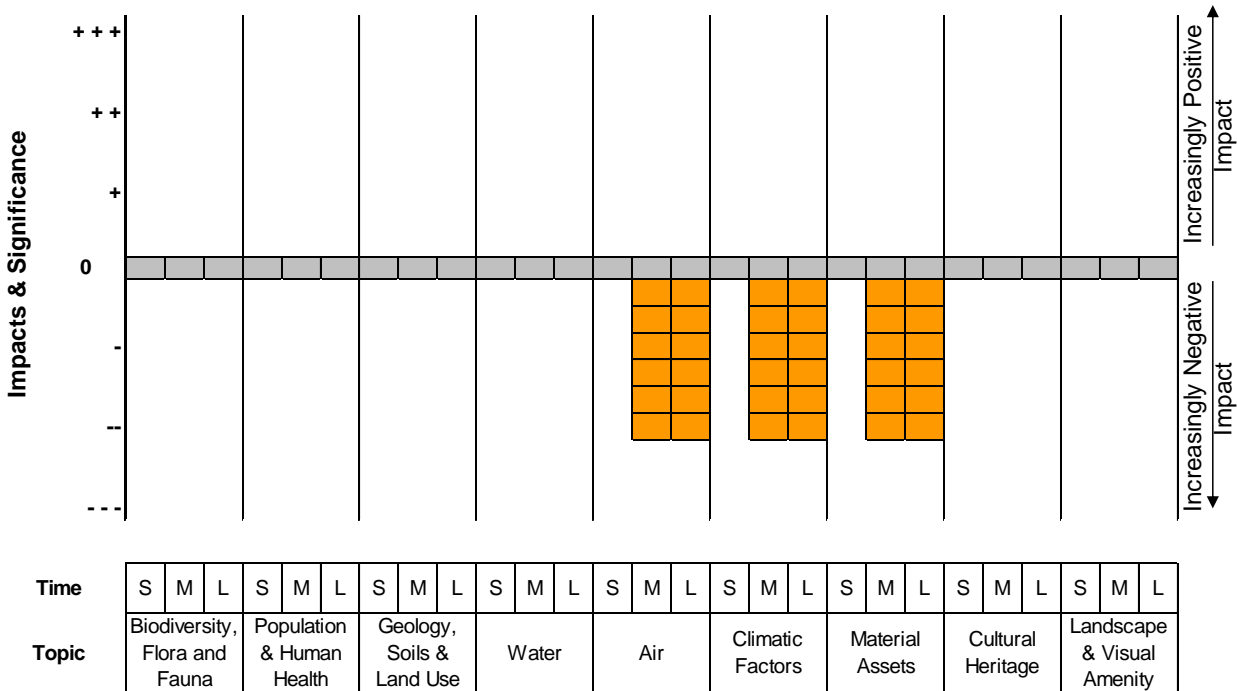 Impacts & Significance
+ + +
+ +
+
0
-
--
- - -
Increasingly Positive
Impact
Increasingly Negative
Impact
Time S M L S M L S M L S M L S M L S M L S M L S M L S M L
Topic
Biodiversity,
Flora and
Fauna
Population
& Human
Health
Geology,
Soils &
Land Use
Water
Air
Climatic
Factors
Material
Assets
Cultural
Heritage
Landscape
& Visual
Amenity